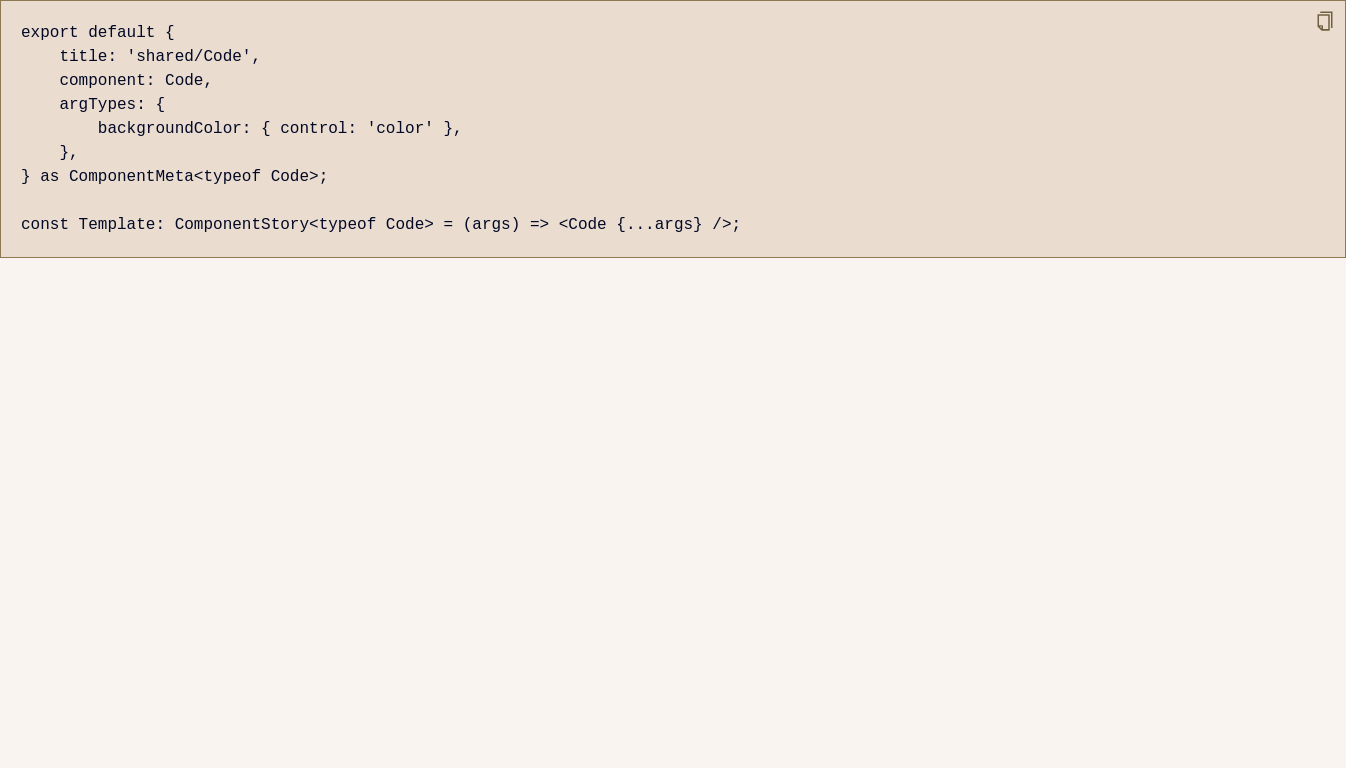 export default {
    title: 'shared/Code',
    component: Code,
    argTypes: {
        backgroundColor: { control: 'color' },
    },
} as ComponentMeta<typeof Code>;

const Template: ComponentStory<typeof Code> = (args) => <Code {...args} />;